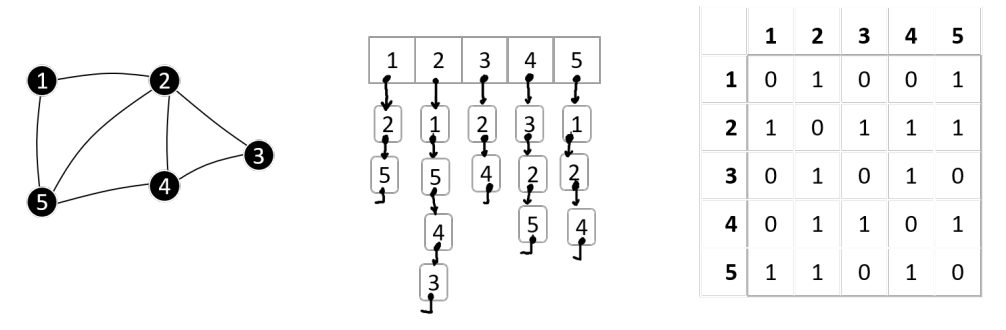 1
2
3
4
5
1 2 3 4 5
2 1 2 3 1
5 5 4 2 2
4 5 4
3
1 2 3 4 5
1 0 1 0 0 1
2 1 0 1 1 1
3 0 1 0 1 0
4 0 1 1 0 1
5 1 1 0 1 0